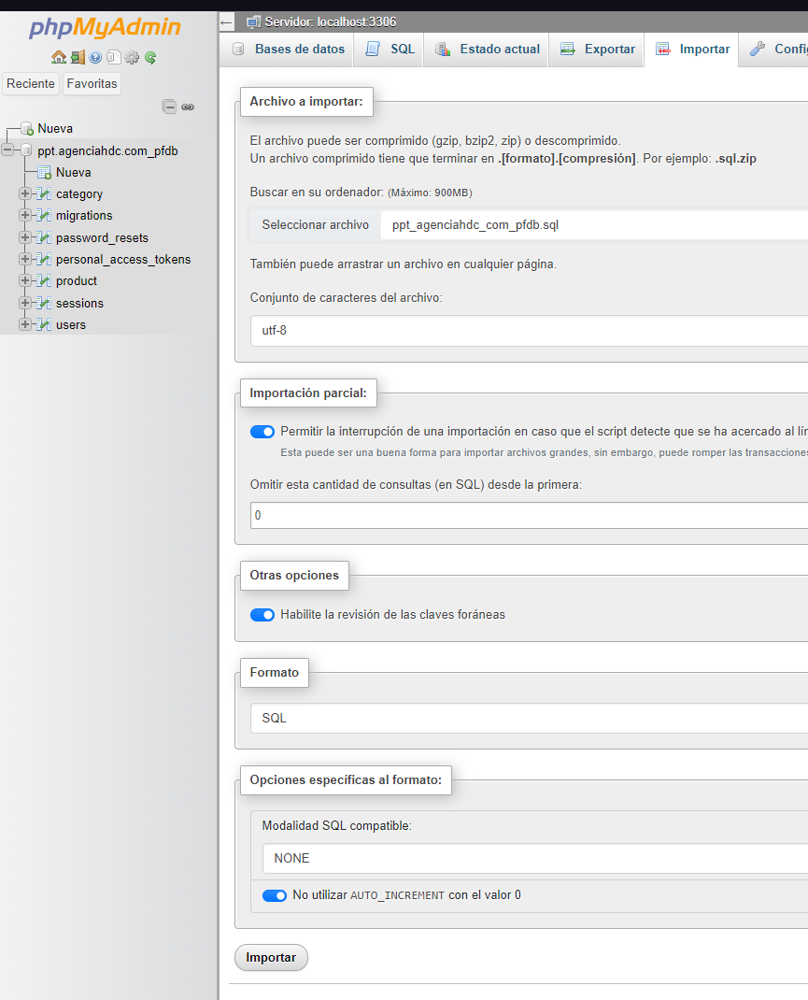 phpMyAdmin
Reciente
Favoritas
Nueva
ppt.agenciahdc.com_pfdb
Nueva
category
migrations
password_resets
personal_access_tokens
product
sessions
users
Servidor: localhost:3306
Bases de datos
SQL
Estado actual
Exportar
Importar
Archivo a importar:
El archivo puede ser comprimido (gzip, bzip2, zip) o descomprimido.
Un archivo comprimido tiene que terminar en .[formato].[compresión]. Por ejemplo: .sql.zip
Buscar en su ordenador: (Máximo: 900MB)
Seleccionar archivo ppt_agenciahdc_com_pfdb.sql
También puede arrastrar un archivo en cualquier página.
Conjunto de caracteres del archivo:
utf-8
Importación parcial:
Permitir la interrupción de una importación en caso que el script detecte que se ha acercado al
Esta puede ser una buena forma para importar archivos grandes, sin embargo, puede romper las transacciones
Omitir esta cantidad de consultas (en SQL) desde la primera:
0
Otras opciones
Habilite la revisión de las claves foráneas
Formato
SQL
Opciones específicas al formato:
Modalidad SQL compatible:
NONE
No utilizar AUTO_INCREMENT con el valor 0
Importar